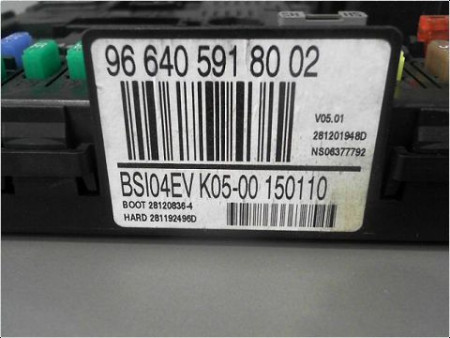 96 640 591 80 02
V05.01
281201948D
NS06377792
BSI04EV K05-00 150110
BOOT 28120836-4
HARD 281192496D